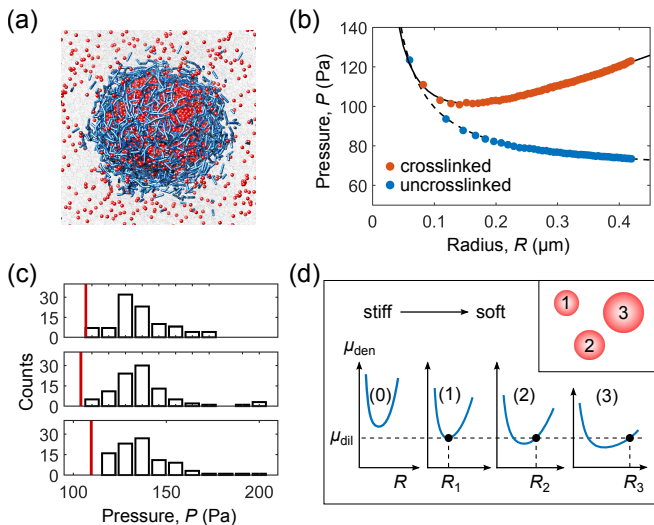 (a)
(b)
Pressure, P (Pa)
140
120
100
80
60
crosslinked
uncrosslinked
0 0.1 0.2 0.3 0.4
Radius, R (μm)
(c)
Counts
30
15
0
30
15
0
30
15
0
100 150 200
Pressure, P (Pa)
(d)
1
2
3
stiff soft
μden
(0) (1) (2) (3)
μdil
R R1 R2 R3